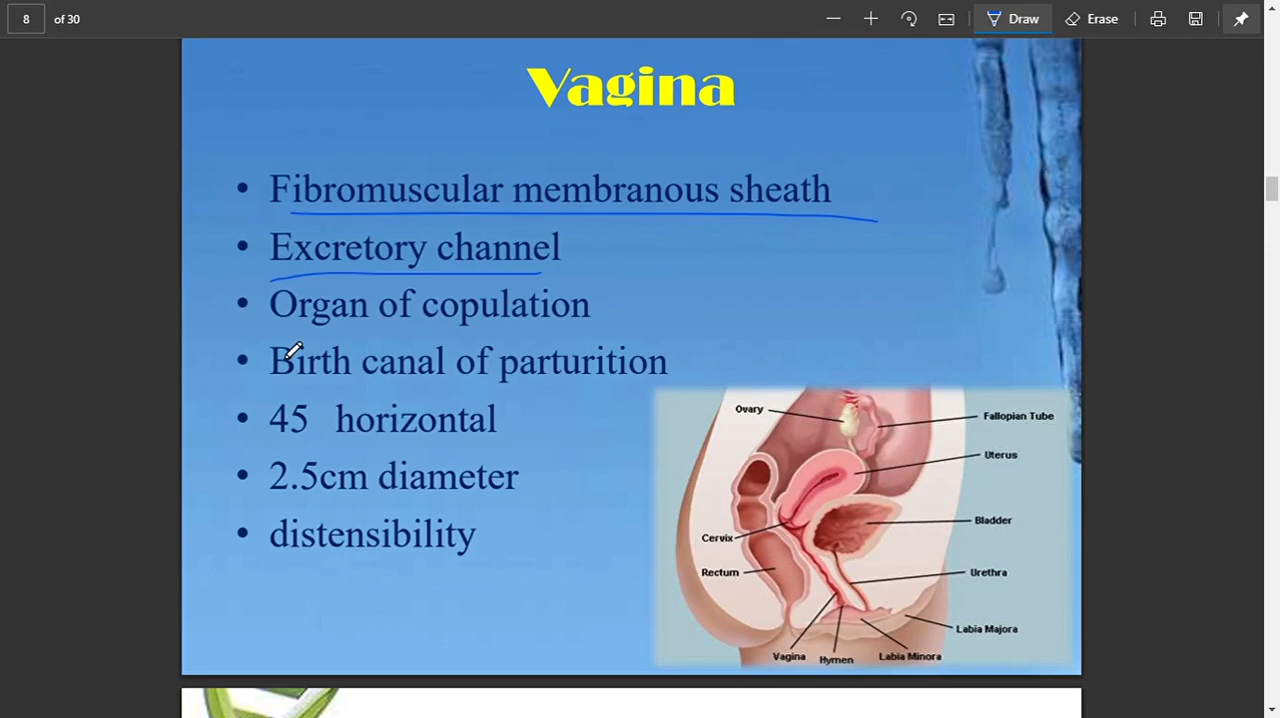 8 of 30
Draw
Erase
Vagina
• Fibromuscular membranous sheath
• Excretory channel
• Organ of copulation
• Birth canal of parturition
• 45 horizontal
• 2.5cm diameter
• distensibility
Ovary
Fallopian Tube
Uterus
Bladder
Cervix
Rectum
Urethra
Labia Majora
Vagina
Hymen
Labia Minora